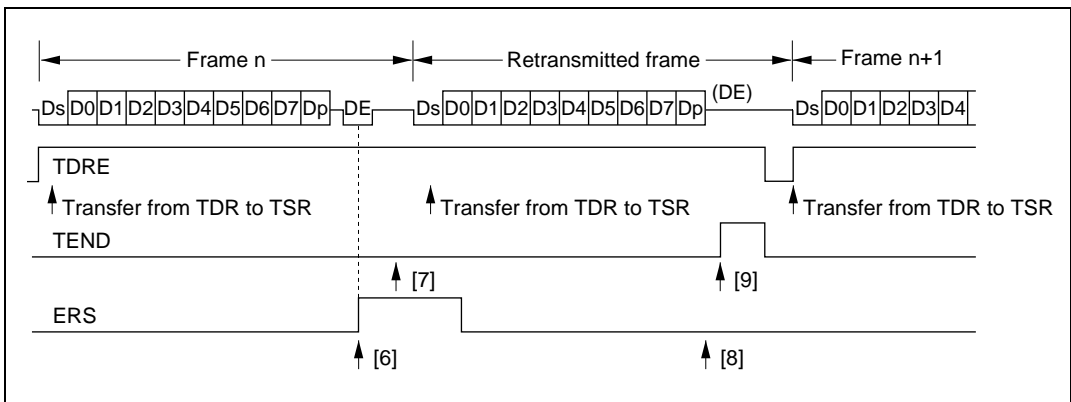 Frame n Retransmitted frame Frame n+1
(DE)
Ds D0 D1 D2 D3 D4 D5 D6 D7 Dp DE Ds D0 D1 D2 D3 D4 D5 D6 D7 Dp Ds D0 D1 D2 D3 D4
TDRE
Transfer from TDR to TSR Transfer from TDR to TSR Transfer from TDR to TSR
TEND
[7] [9]
ERS
[6] [8]